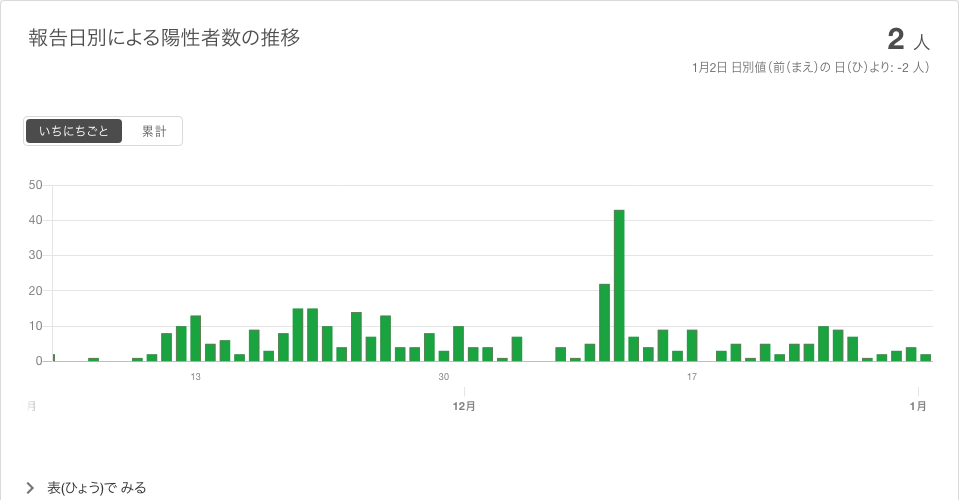 報告日別による陽性者数の推移
2 人
1月2日 日別値（前（まえ）の 日（ひ）より: -2 人）
いちにちごと 累計
50
40
30
20
10
0
13 30 17
月 12月 1月
表(ひょう)で みる